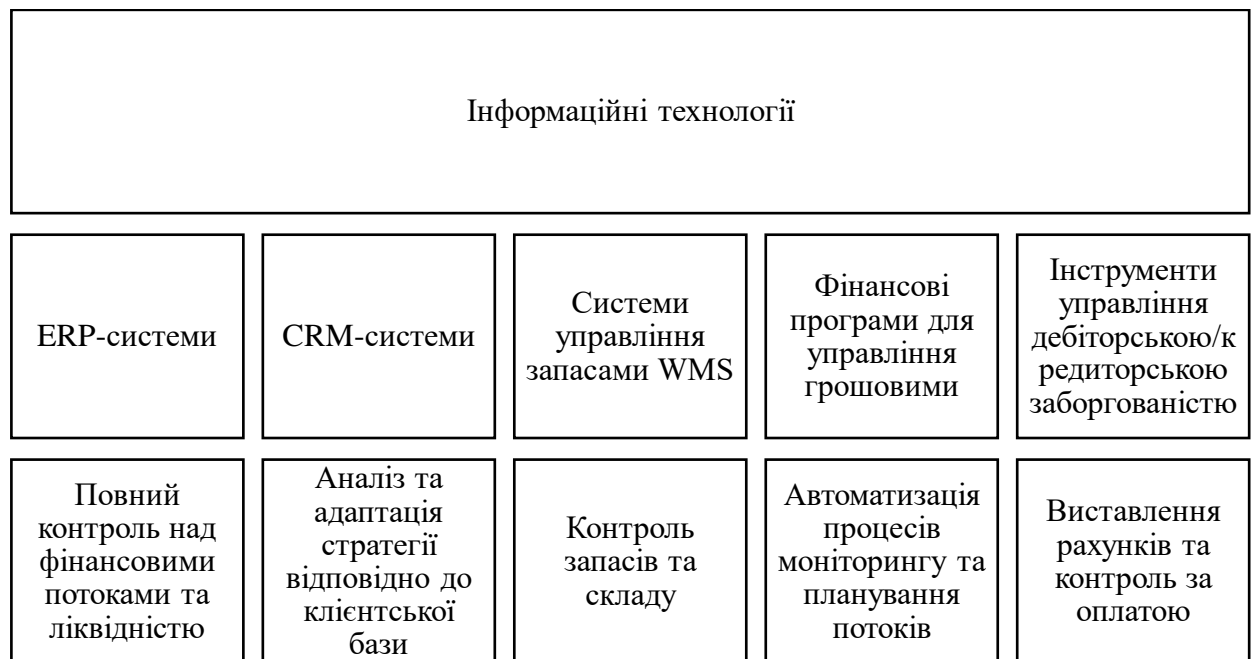 Інформаційні технології
ERP-системи
CRM-системи
Системи
управління
запасами WMS
Фінансові
програми для
управління
грошовими
Інструменти
управління
дебіторською/к
редиторською
заборгованістю
Повний
контроль над
фінансовими
потоками та
ліквідністю
Аналіз та
адаптація
стратегії
відповідно до
клієнтської
бази
Контроль
запасів та
складу
Автоматизація
процесів
моніторингу та
планування
потоків
Виставлення
рахунків та
контроль за
оплатою